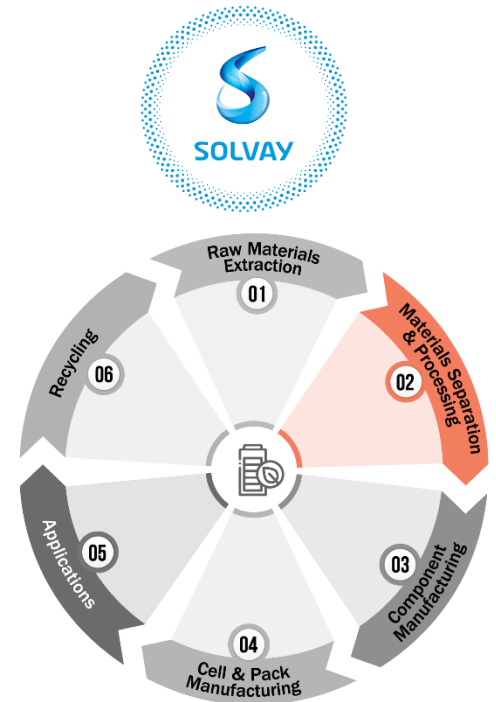 SOLVAY
Raw Materials
Extraction
01
Materials Separation
& Processing
02
Component
Manufacturing
03
Cell & Pack
Manufacturing
04
Applications
05
Recycling
06